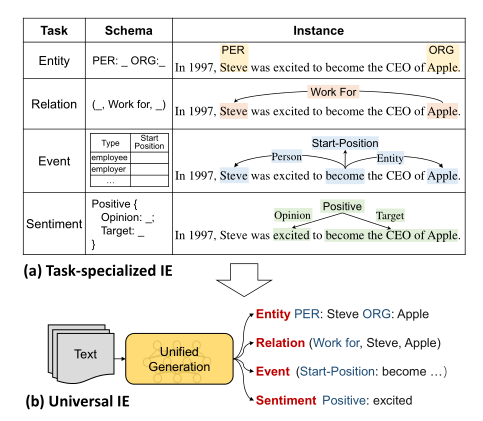 Task Schema Instance
PER ORG
Entity PER: _ ORG:_ In 1997, Steve was excited to become the CEO of Apple.
Work For
Relation (_, Work for, _) In 1997, Steve was excited to become the CEO of Apple.
Type Start Position
employee
employer
...
Event
Start-Position
Person Entity
In 1997, Steve was excited to become the CEO of Apple.
Sentiment
Positive {
Opinion: _;
Target: _
}
Positive
Opinion Target
In 1997, Steve was excited to become the CEO of Apple.
(a) Task-specialized IE
Text
Unified
Generation
Entity PER: Steve ORG: Apple
Relation (Work for, Steve, Apple)
Event (Start-Position: become ...)
Sentiment Positive: excited
(b) Universal IE